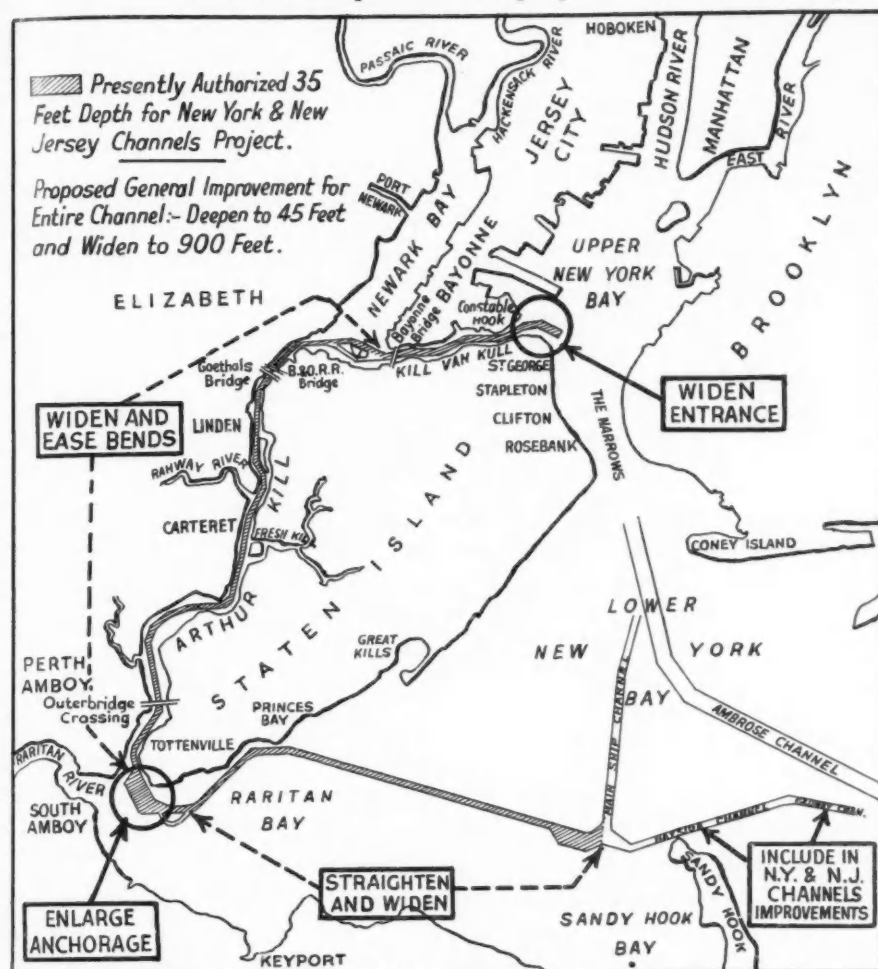 HOBOKEN
PASSAIC RIVER
HACKENSACK RIVER
HUDSON RIVER
MANHATTAN
EAST RIVER
Presently Authorized 35
Feet Depth for New York & New
Jersey Channels Project.
Proposed General Improvement for
Entire Channel:- Deepen to 45 Feet
and Widen to 900 Feet.
JERSEY
CITY
PORT
NEWARK
NEWARK BAY
BAYONNE
UPPER
NEW YORK
BAY
BROOKLYN
ELIZABETH
Bayonne
Bridge
Constable
HOOK
Goethals
Bridge
B.&O.R.R.
Bridge
KILL VAN KULL
ST. GEORGE
STAPLETON
CLIFTON
ROSEBANK
THE NARROWS
WIDEN
ENTRANCE
WIDEN AND
EASE BENDS
LINDEN
RAHWAY RIVER
CARTERET
FRESH KILL
ARTHUR KILL
STATEN ISLAND
CONEY ISLAND
LOWER
NEW YORK
BAY
GREAT
KILLS
PERTH
AMBOY
Outerbridge
Crossing
PRINCES
BAY
TOTTENVILLE
MAIN SHIP CHANNEL
AMBROSE CHANNEL
RARITAN
RIVER
SOUTH
AMBOY
RARITAN
BAY
STRAIGHTEN
AND WIDEN
INCLUDE IN
N.Y. & N.J.
CHANNELS
IMPROVEMENTS
ENLARGE
ANCHORAGE
SANDY HOOK
SANDY HOOK
BAY
KEYPORT